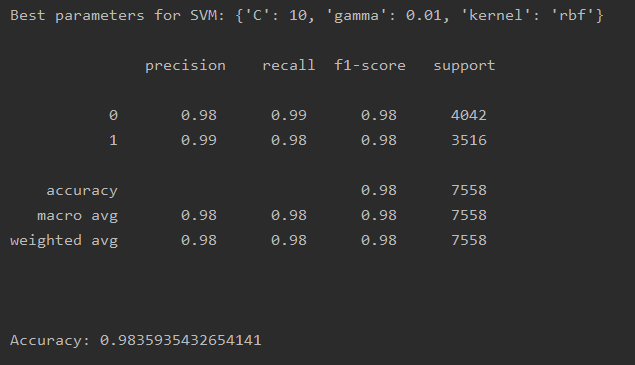 Best parameters for SVM: {'C': 10, 'gamma': 0.01, 'kernel': 'rbf'}
precision recall f1-score support
0 0.98 0.99 0.98 4042
1 0.99 0.98 0.98 3516
accuracy 0.98 7558
macro avg 0.98 0.98 0.98 7558
weighted avg 0.98 0.98 0.98 7558
Accuracy: 0.9835935432654141